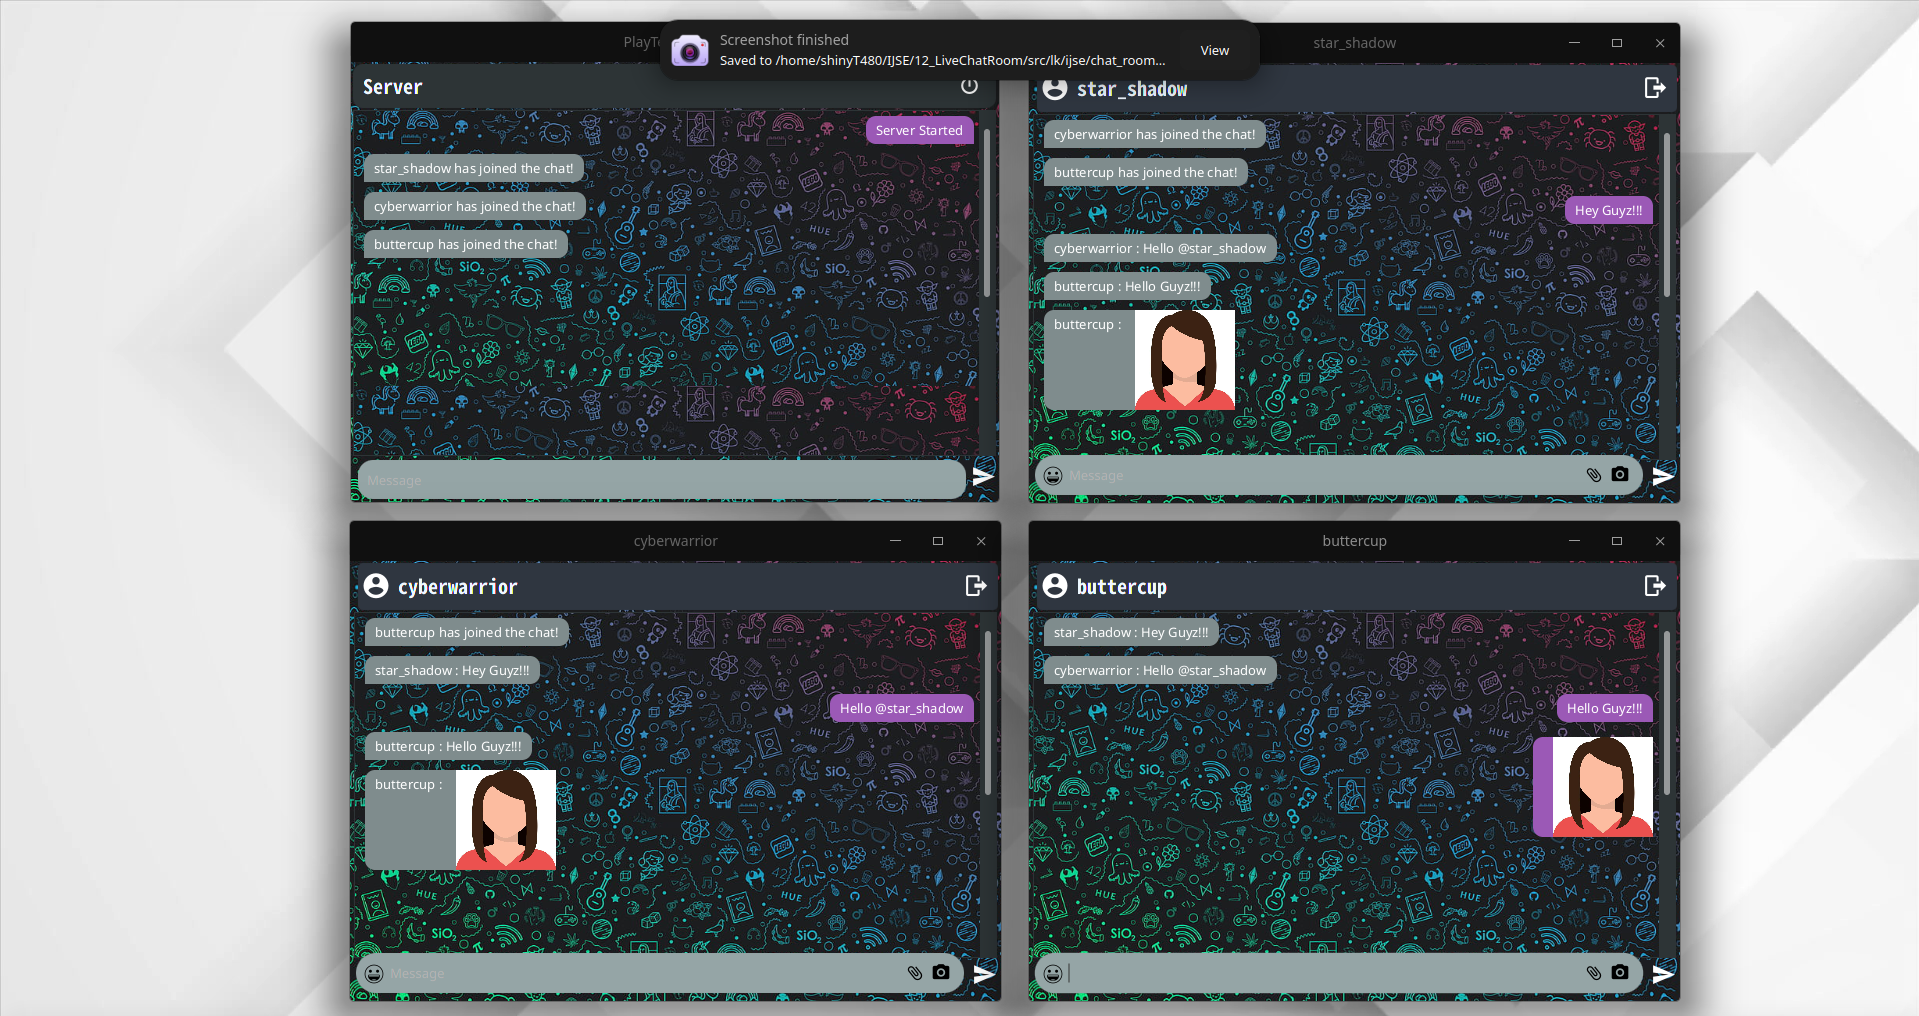 PlayTe
Screenshot finished
Saved to /home/shinyT480/IJSE/12_LiveChatRoom/src/lk/ijse/chat_room...
View
Server
Server Started
star_shadow has joined the chat!
cyberwarrior has joined the chat!
buttercup has joined the chat!
Message
star_shadow
star_shadow
cyberwarrior has joined the chat!
buttercup has joined the chat!
Hey Guyz!!!
cyberwarrior : Hello @star_shadow
buttercup : Hello Guyz!!!
buttercup :
Message
cyberwarrior
cyberwarrior
buttercup has joined the chat!
star_shadow : Hey Guyz!!!
Hello @star_shadow
buttercup : Hello Guyz!!!
buttercup :
Message
buttercup
buttercup
star_shadow : Hey Guyz!!!
cyberwarrior : Hello @star_shadow
Hello Guyz!!!